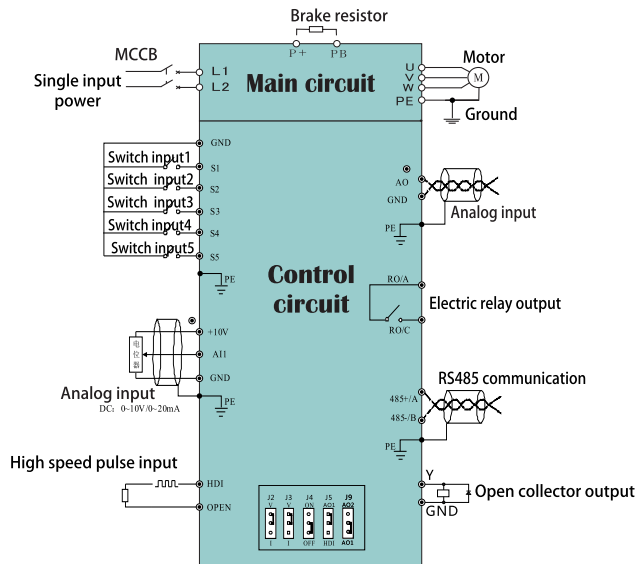 Brake resistor
P+ PB
MCCB
Single input
power
L1
L2
Main circuit
U
V
W
PE
Motor
M
Ground
GND
Switch input1
S1
Switch input2
S2
Switch input3
S3
Switch input4
S4
Switch input5
S5
PE
AO
GND
PE
Analog input
Control
circuit
RO/A
RO/C
Electric relay output
+10V
电位器
AI1
GND
Analog input
DC: 0~10V/0~20mA
PE
RS485 communication
485+/A
485-/B
PE
High speed pulse input
HDI
OPEN
Y
GND
Open collector output
J2 J3 J4 J5 J9
V V ON AO1 AO2
I I OFF HDI AO1